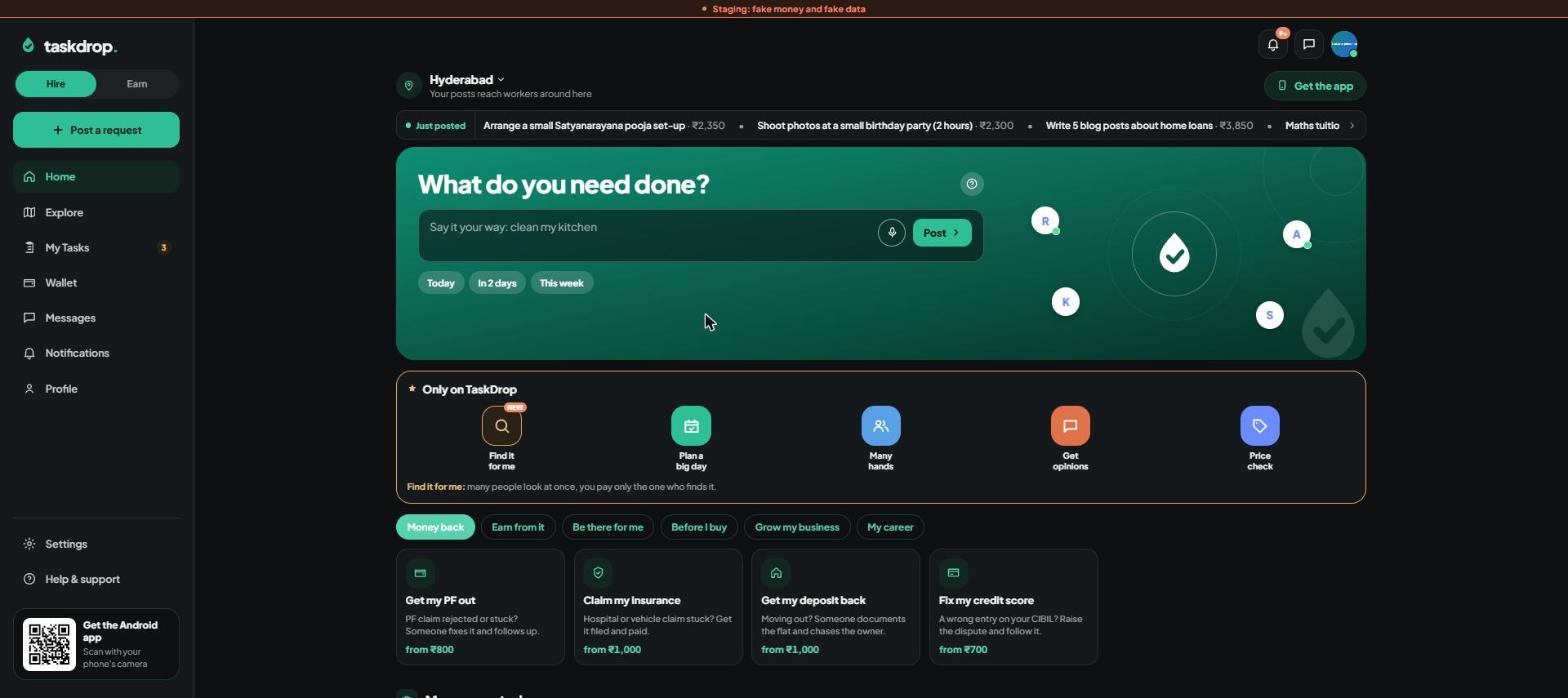 Staging: fake money and fake data
taskdrop.
Hire
Earn
Post a request
Home
Explore
My Tasks
3
Wallet
Messages
Notifications
Profile
Settings
Help & support
Get the Android
app
Scan with your
phone's camera
9+
Hyderabad
Your posts reach workers around here
Get the app
Just posted
Arrange a small Satyanarayana pooja set-up · ₹2,350
Shoot photos at a small birthday party (2 hours) · ₹2,300
Write 5 blog posts about home loans · ₹3,850
Maths tuitio
What do you need done?
Say it your way: clean my kitchen
Post
Today
In 2 days
This week
R
A
K
S
Only on TaskDrop
NEW
Find it
for me
Plan a
big day
Many
hands
Get
opinions
Price
check
Find it for me: many people look at once, you pay only the one who finds it.
Money back
Earn from it
Be there for me
Before I buy
Grow my business
My career
Get my PF out
PF claim rejected or stuck?
Someone fixes it and follows up.
from ₹800
Claim my insurance
Hospital or vehicle claim stuck? Get
it filed and paid.
from ₹1,000
Get my deposit back
Moving out? Someone documents
the flat and chases the owner.
from ₹1,000
Fix my credit score
A wrong entry on your CIBIL? Raise
the dispute and follow it.
from ₹700